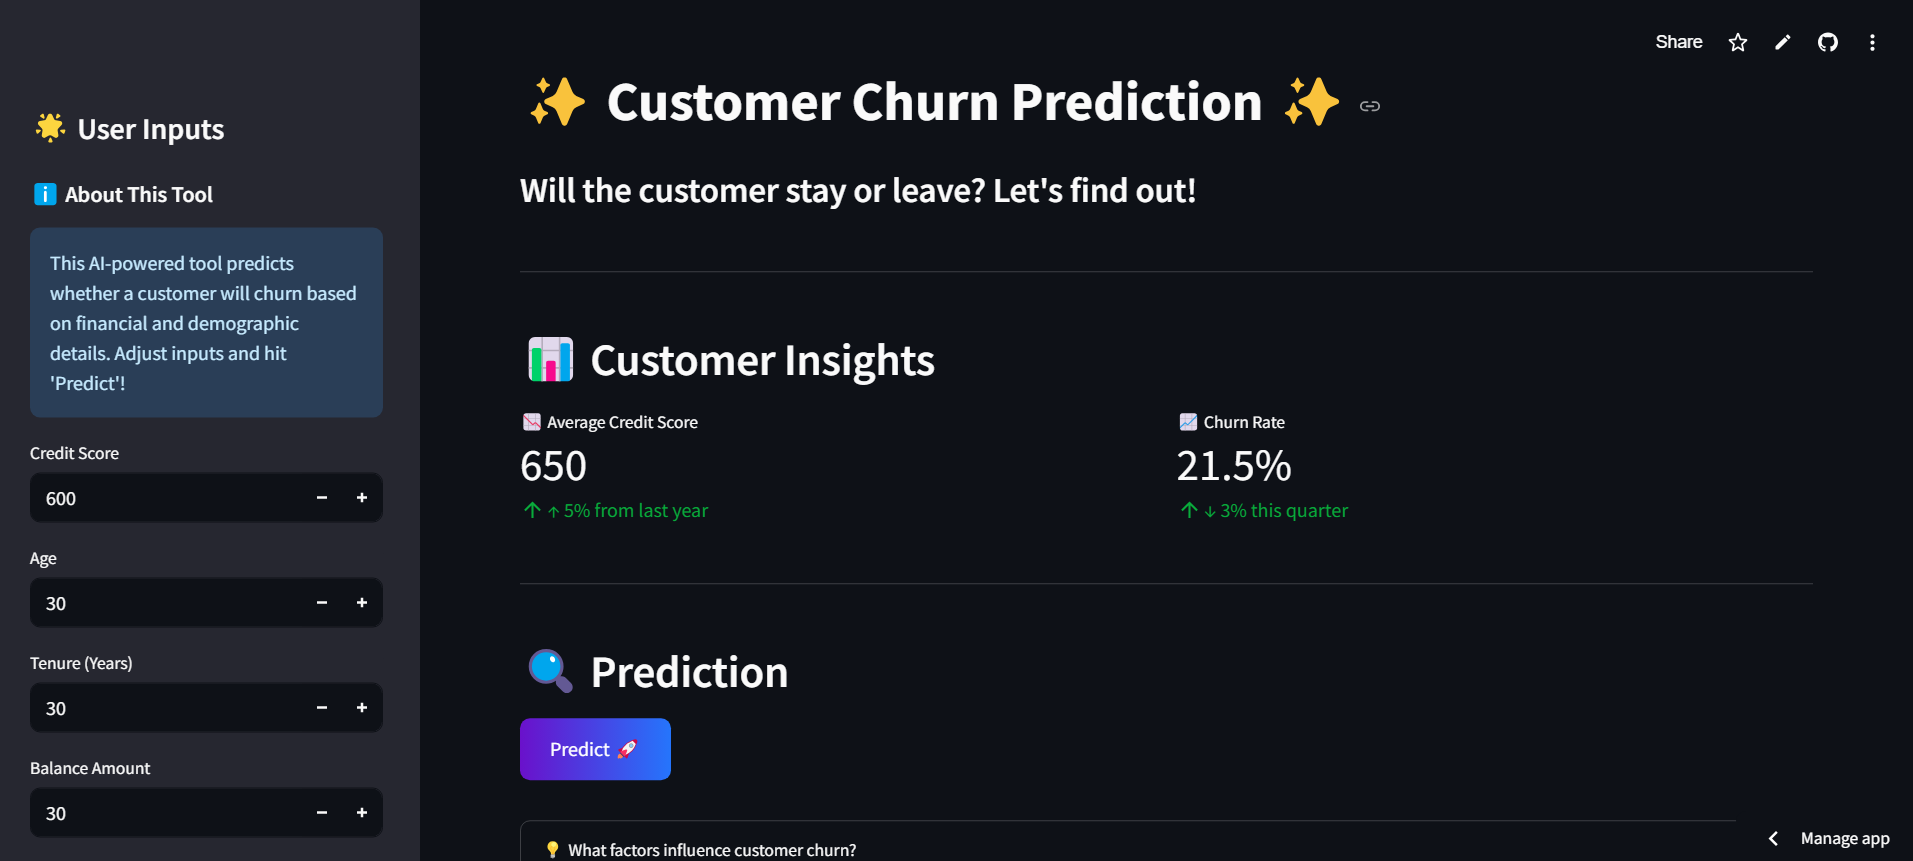 Share
🌟 User Inputs
ℹ️ About This Tool
This AI-powered tool predicts
whether a customer will churn based
on financial and demographic
details. Adjust inputs and hit
'Predict'!
Credit Score
600 − +
Age
30 − +
Tenure (Years)
30 − +
Balance Amount
30 − +
✨ Customer Churn Prediction ✨
Will the customer stay or leave? Let's find out!
📊 Customer Insights
📉 Average Credit Score
650
↑ ↑ 5% from last year
📈 Churn Rate
21.5%
↑ ↓ 3% this quarter
🔍 Prediction
Predict 🚀
💡 What factors influence customer churn?
Manage app